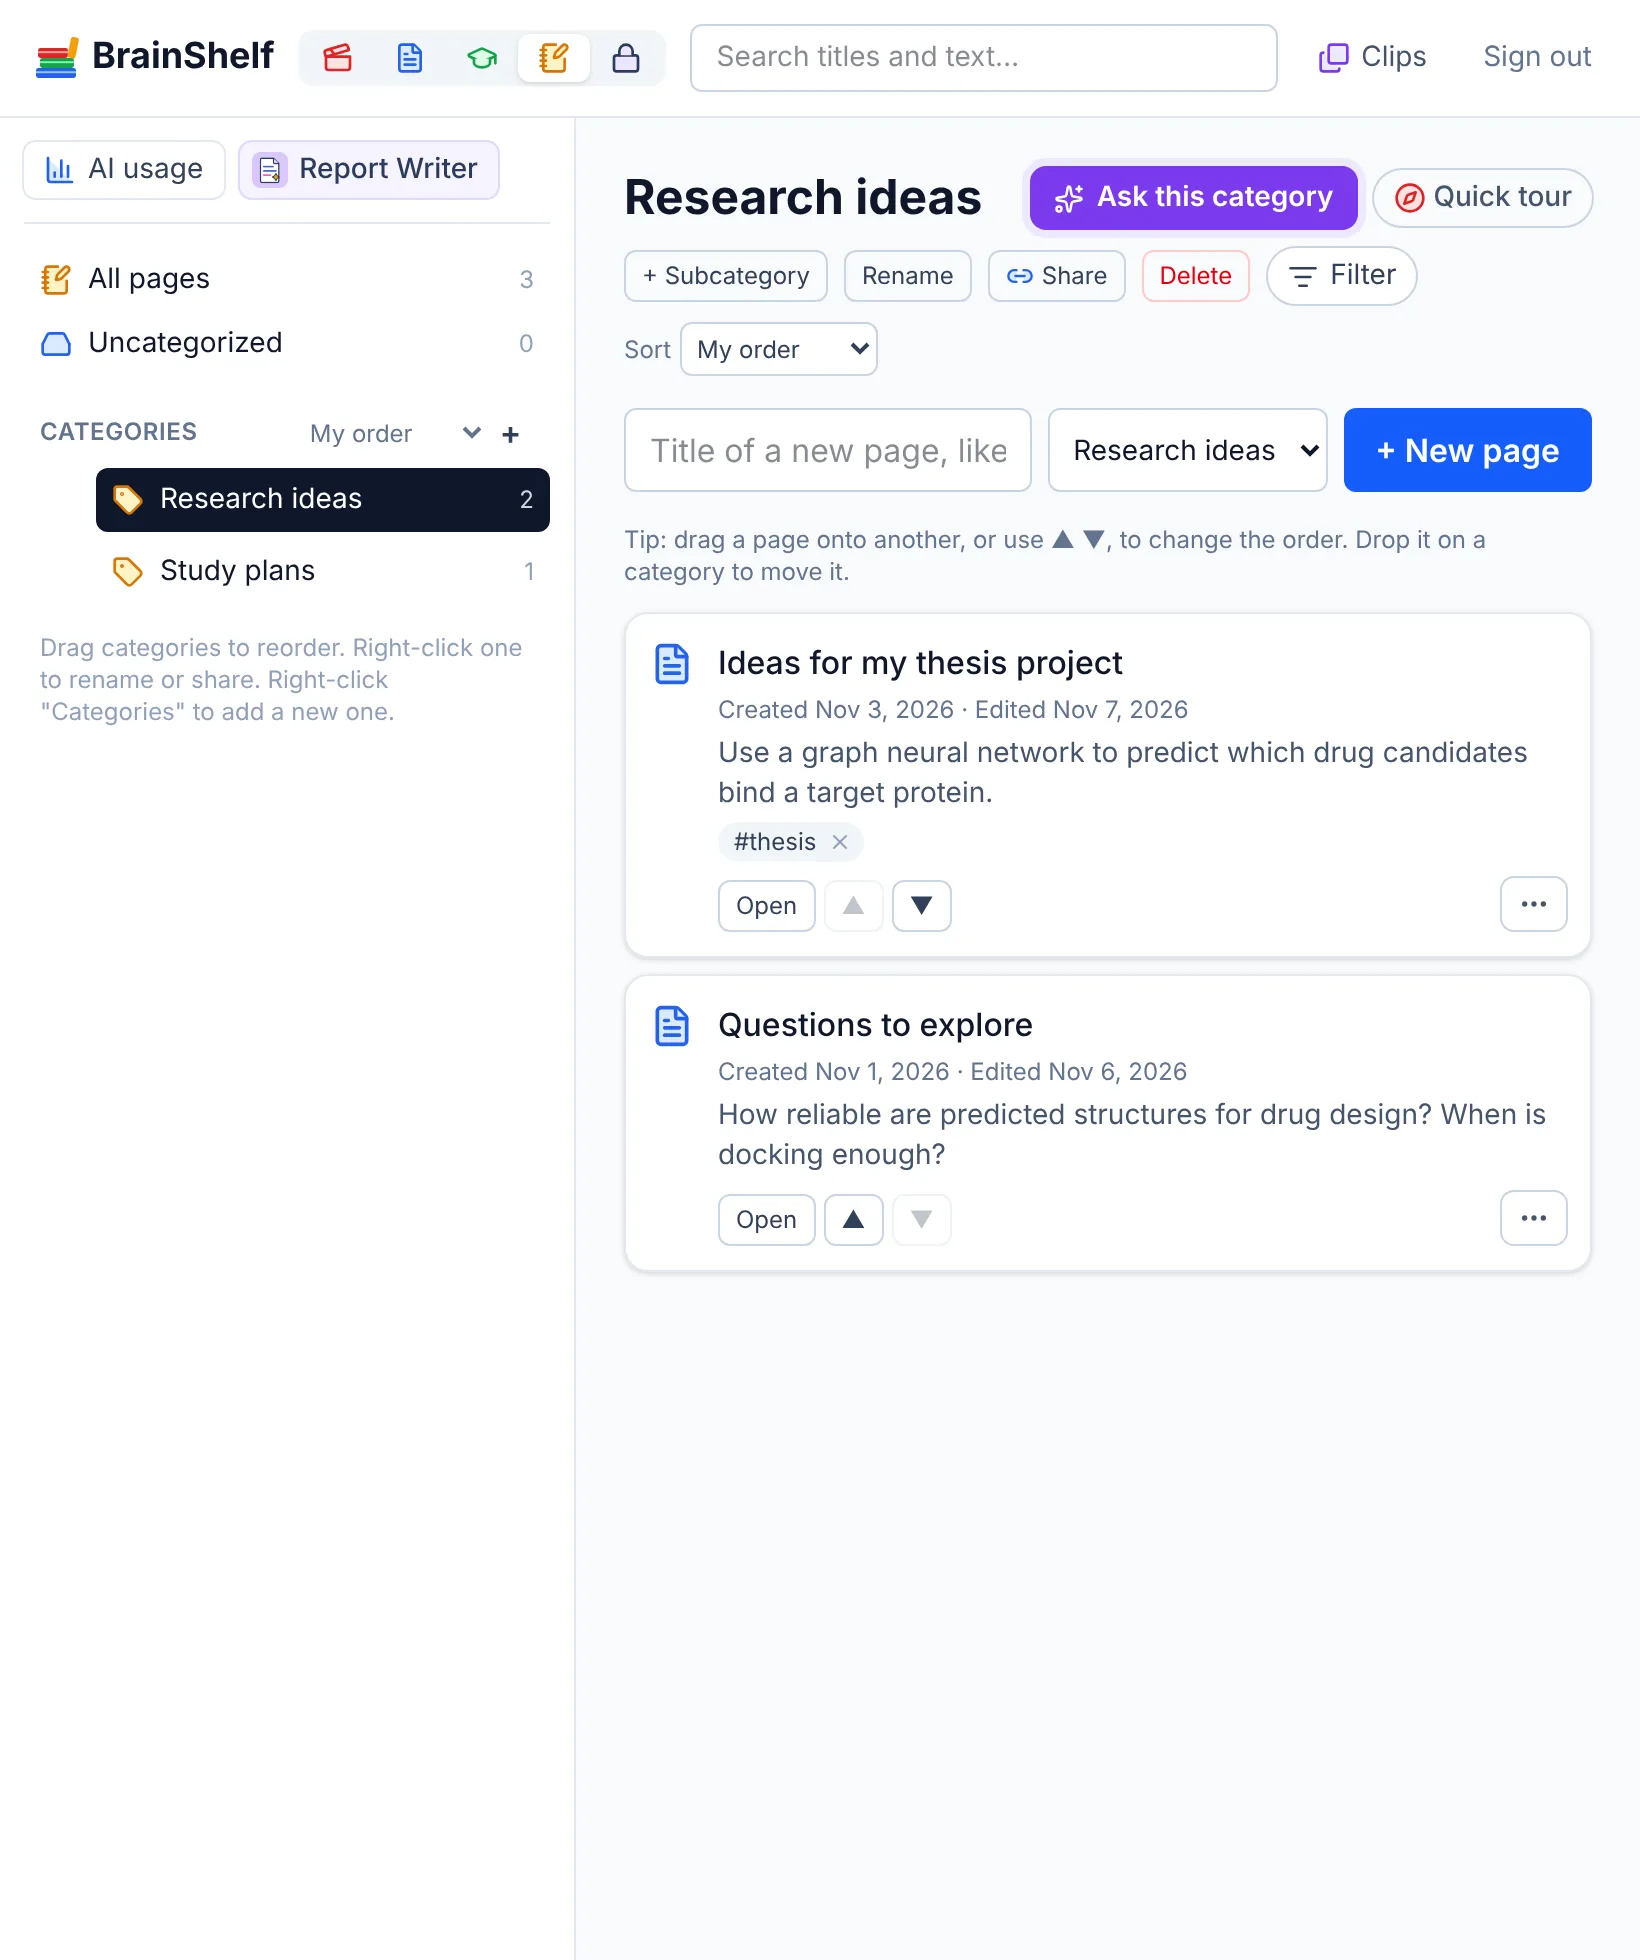 BrainShelf
Search titles and text...
Clips
Sign out
AI usage
Report Writer
All pages 3
Uncategorized 0
CATEGORIES My order +
Research ideas 2
Study plans 1
Drag categories to reorder. Right-click one
to rename or share. Right-click
"Categories" to add a new one.
Research ideas
Ask this category
Quick tour
+ Subcategory
Rename
Share
Delete
Filter
Sort My order
Title of a new page, like
Research ideas
+ New page
Tip: drag a page onto another, or use ▲ ▼, to change the order. Drop it on a
category to move it.
Ideas for my thesis project
Created Nov 3, 2026 · Edited Nov 7, 2026
Use a graph neural network to predict which drug candidates
bind a target protein.
#thesis ×
Open ▲ ▼ ...
Questions to explore
Created Nov 1, 2026 · Edited Nov 6, 2026
How reliable are predicted structures for drug design? When is
docking enough?
Open ▲ ▼ ...